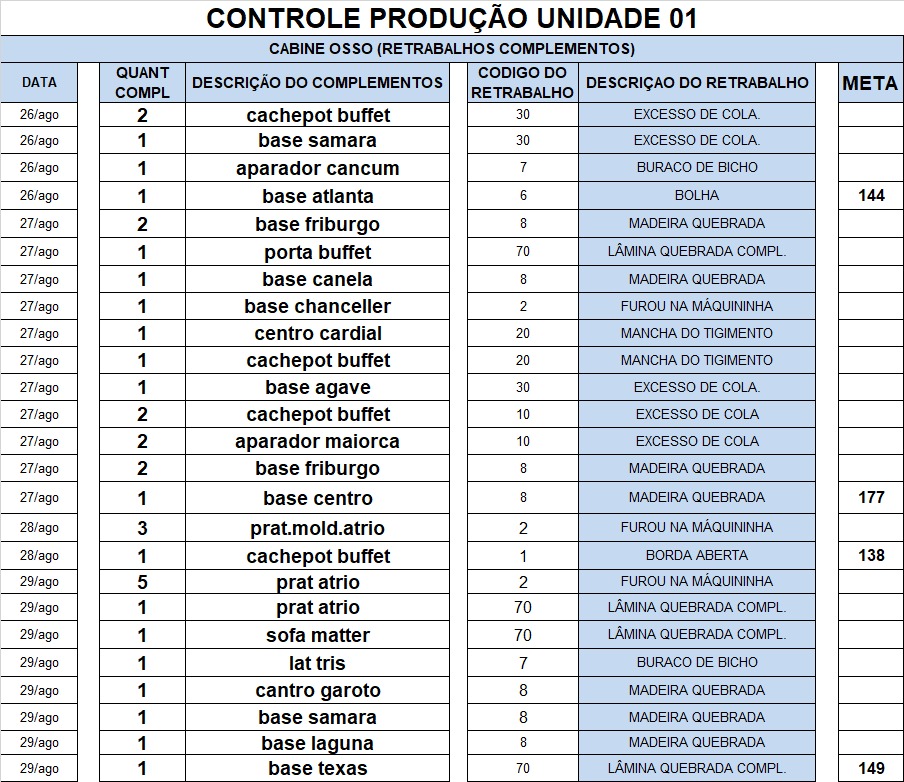 CONTROLE PRODUÇÃO UNIDADE 01
CABINE OSSO (RETRABALHOS COMPLEMENTOS)
DATA QUANT COMPL DESCRIÇÃO DO COMPLEMENTOS CODIGO DO RETRABALHO DESCRIÇAO DO RETRABALHO META
26/ago 2 cachepot buffet 30 EXCESSO DE COLA.
26/ago 1 base samara 30 EXCESSO DE COLA.
26/ago 1 aparador cancum 7 BURACO DE BICHO
26/ago 1 base atlanta 6 BOLHA 144
27/ago 2 base friburgo 8 MADEIRA QUEBRADA
27/ago 1 porta buffet 70 LÂMINA QUEBRADA COMPL.
27/ago 1 base canela 8 MADEIRA QUEBRADA
27/ago 1 base chanceller 2 FUROU NA MÁQUININHA
27/ago 1 centro cardial 20 MANCHA DO TIGIMENTO
27/ago 1 cachepot buffet 20 MANCHA DO TIGIMENTO
27/ago 1 base agave 30 EXCESSO DE COLA.
27/ago 2 cachepot buffet 10 EXCESSO DE COLA
27/ago 2 aparador maiorca 10 EXCESSO DE COLA
27/ago 2 base friburgo 8 MADEIRA QUEBRADA
27/ago 1 base centro 8 MADEIRA QUEBRADA 177
28/ago 3 prat.mold.atrio 2 FUROU NA MÁQUININHA
28/ago 1 cachepot buffet 1 BORDA ABERTA 138
29/ago 5 prat atrio 2 FUROU NA MÁQUININHA
29/ago 1 prat atrio 70 LÂMINA QUEBRADA COMPL.
29/ago 1 sofa matter 70 LÂMINA QUEBRADA COMPL.
29/ago 1 lat tris 7 BURACO DE BICHO
29/ago 1 cantro garoto 8 MADEIRA QUEBRADA
29/ago 1 base samara 8 MADEIRA QUEBRADA
29/ago 1 base laguna 8 MADEIRA QUEBRADA
29/ago 1 base texas 70 LÂMINA QUEBRADA COMPL. 149